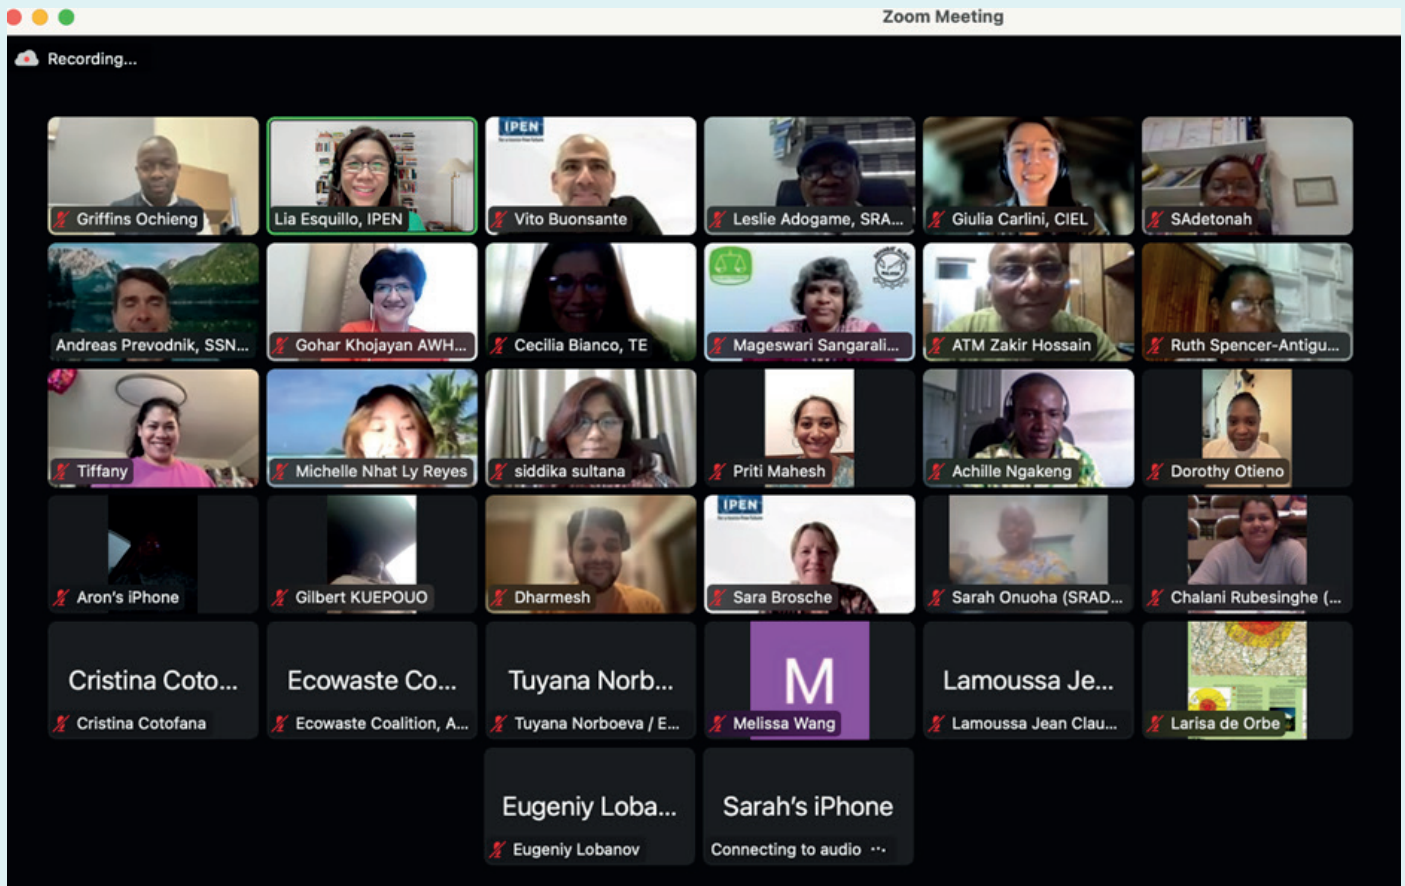 Zoom Meeting
Recording...
IPEN
Griffins Ochieng
Lia Esquillo, IPEN
Vito Buonsante
Leslie Adogame, SRA...
Giulia Carlini, CIEL
SAdetonah
Andreas Prevodnik, SSN...
Gohar Khojayan AWH...
Cecilia Bianco, TE
Mageswari Sangarali...
ATM Zakir Hossain
Ruth Spencer-Antigu...
Tiffany
Michelle Nhat Ly Reyes
siddika sultana
Priti Mahesh
Achille Ngakeng
Dorothy Otieno
IPEN
Aron's iPhone
Gilbert KUEPOUO
Dharmesh
Sara Brosche
Sarah Onuoha (SRAD...
Chalani Rubesinghe (...
Cristina Coto...
Ecowaste Co...
Tuyana Norb...
M
Lamoussa Je...
Cristina Cotofana
Ecowaste Coalition, A...
Tuyana Norboeva / E...
Melissa Wang
Lamoussa Jean Clau...
Larisa de Orbe
Eugeniy Loba...
Sarah's iPhone
Eugeniy Lobanov
Connecting to audio ...